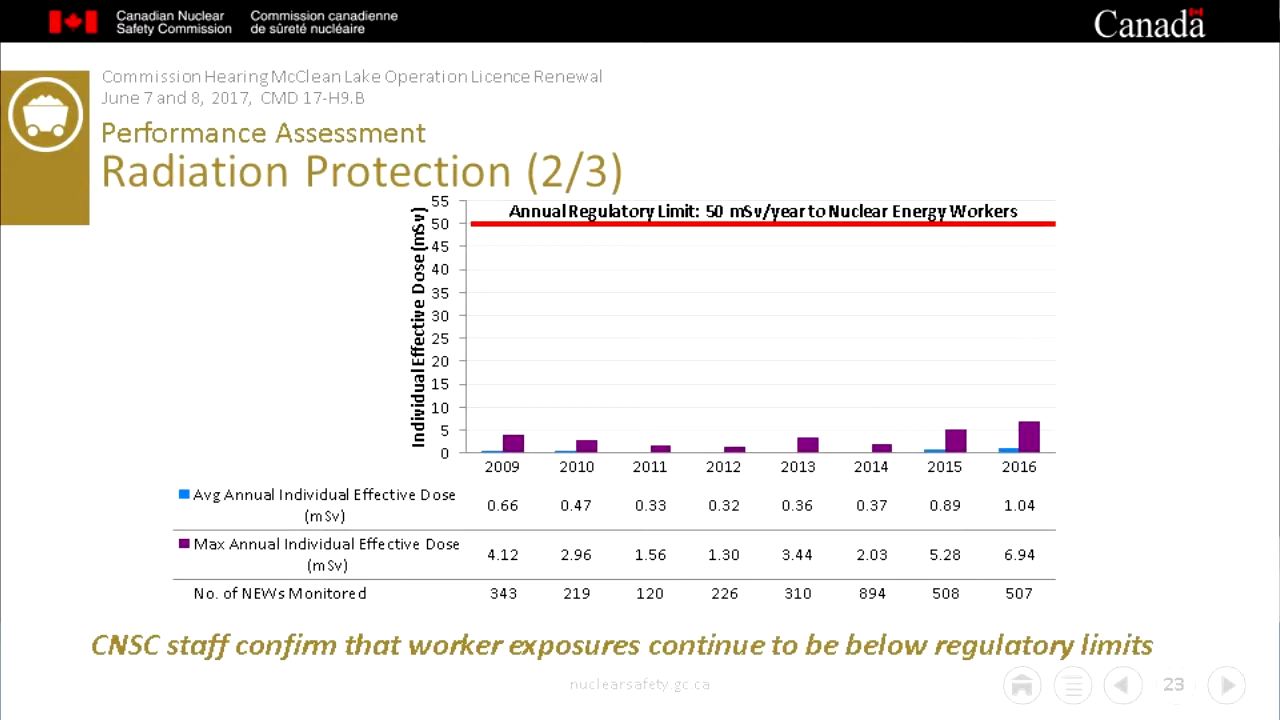 Canadian Nuclear Safety Commission
Commission canadienne de sûreté nucléaire
Canada
Commission Hearing McClean Lake Operation Licence Renewal
June 7 and 8, 2017, CMD 17-H9.B
Performance Assessment
Radiation Protection (2/3)
Individual Effective Dose (mSv)
55
50
45
40
35
30
25
20
15
10
5
0
Annual Regulatory Limit: 50 mSv/year to Nuclear Energy Workers
2009 2010 2011 2012 2013 2014 2015 2016
Avg Annual Individual Effective Dose (mSv) 0.66 0.47 0.33 0.32 0.36 0.37 0.89 1.04
Max Annual Individual Effective Dose (mSv) 4.12 2.96 1.56 1.30 3.44 2.03 5.28 6.94
No. of NEWs Monitored 343 219 120 226 310 894 508 507
CNSC staff confirm that worker exposures continue to be below regulatory limits
nuclearsafety.gc.ca
23